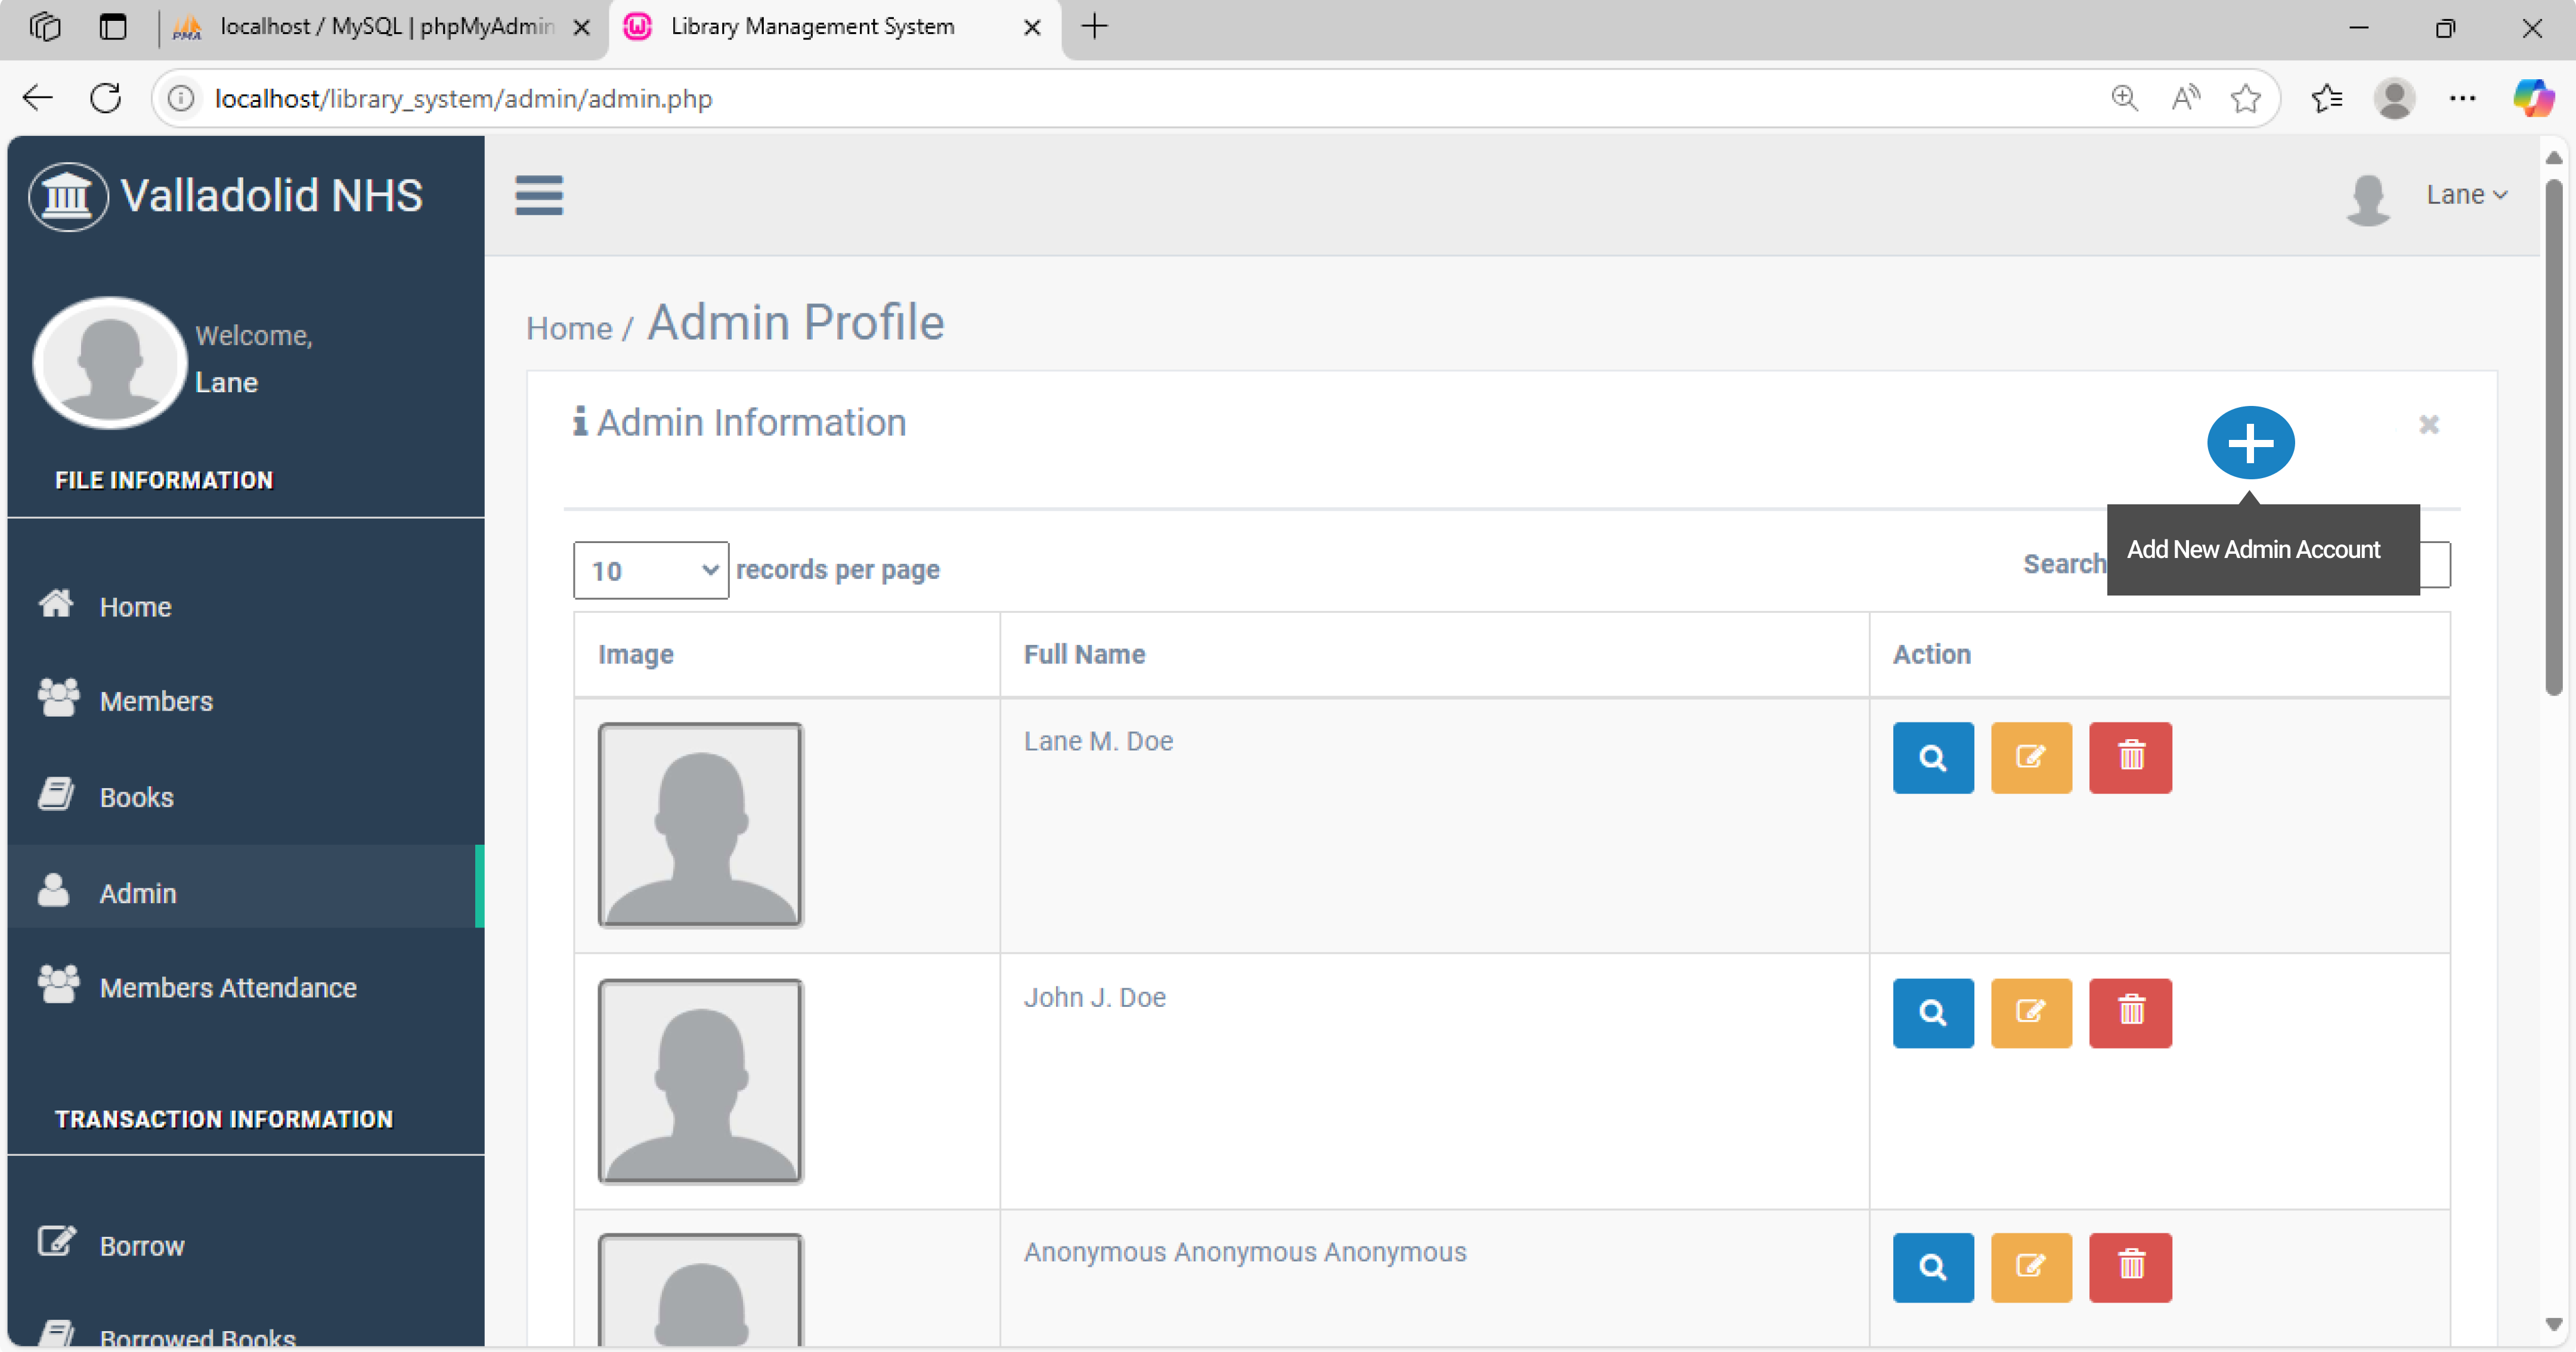 localhost / MySQL | phpMyAdmin
Library Management System
localhost/library_system/admin/admin.php
Valladolid NHS
Lane
Welcome,
Lane
Home / Admin Profile
Admin Information
FILE INFORMATION
Add New Admin Account
10 records per page
Search
Image Full Name Action
Home
Members
Books
Admin
Members Attendance
Lane M. Doe
John J. Doe
Anonymous Anonymous Anonymous
TRANSACTION INFORMATION
Borrow
Borrowed Books